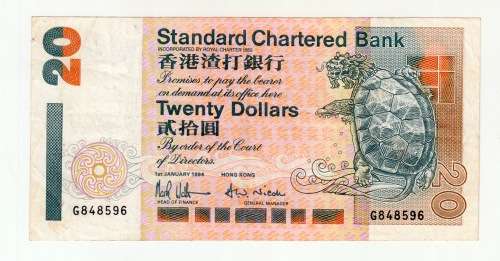 20
Standard Chartered Bank
INCORPORATED BY ROYAL CHARTER 1853
香港渣打銀行
Promises to pay the bearer
on demand at its office here
Twenty Dollars
貳拾圓
By order of the Court
of Directors.
1st JANUARY 1994 HONG KONG
HEAD OF FINANCE GENERAL MANAGER
G848596 G848596
20